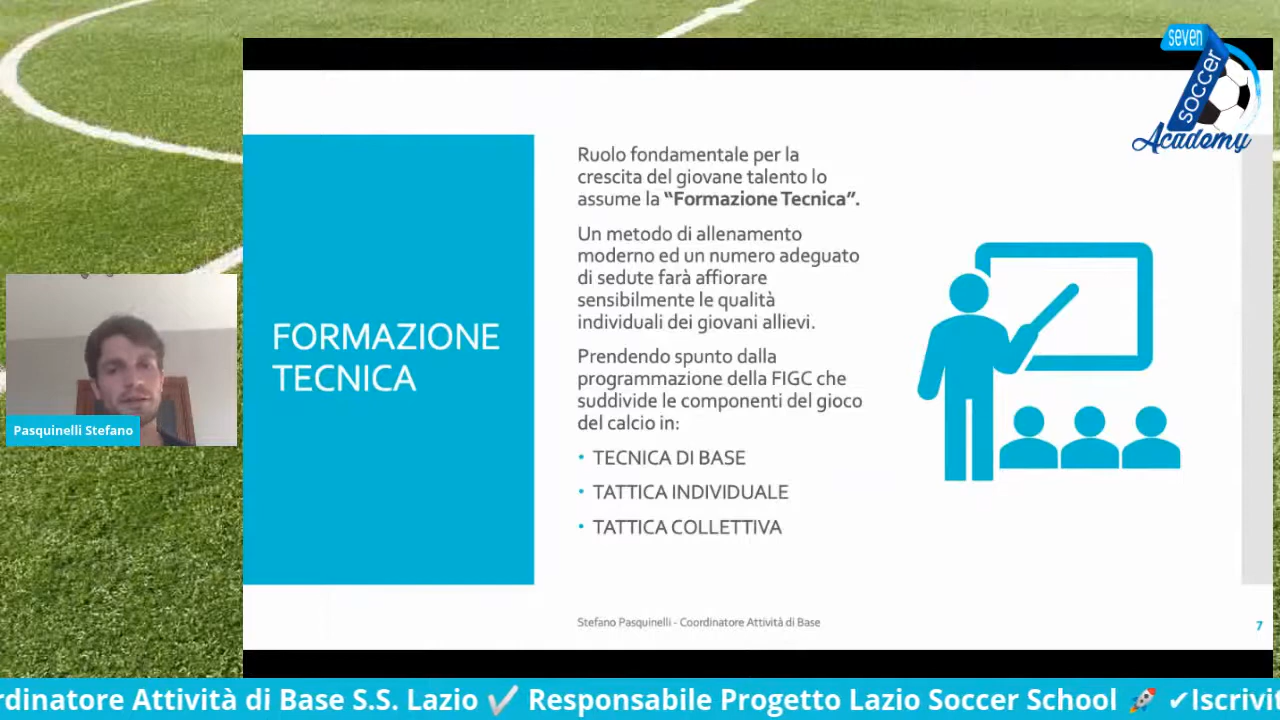 seven
SOCCER
Academy
Ruolo fondamentale per la
crescita del giovane talento lo
assume la “Formazione Tecnica”.
Un metodo di allenamento
moderno ed un numero adeguato
di sedute farà affiorare
sensibilmente le qualità
individuali dei giovani allievi.
FORMAZIONE
TECNICA
Prendendo spunto dalla
programmazione della FIGC che
suddivide le componenti del gioco
del calcio in:
• TECNICA DI BASE
• TATTICA INDIVIDUALE
• TATTICA COLLETTIVA
Pasquinelli Stefano
Stefano Pasquinelli - Coordinatore Attività di Base
7
rdinatore Attività di Base S.S. Lazio ✔ Responsabile Progetto Lazio Soccer School 🚀 ✔Iscrivit